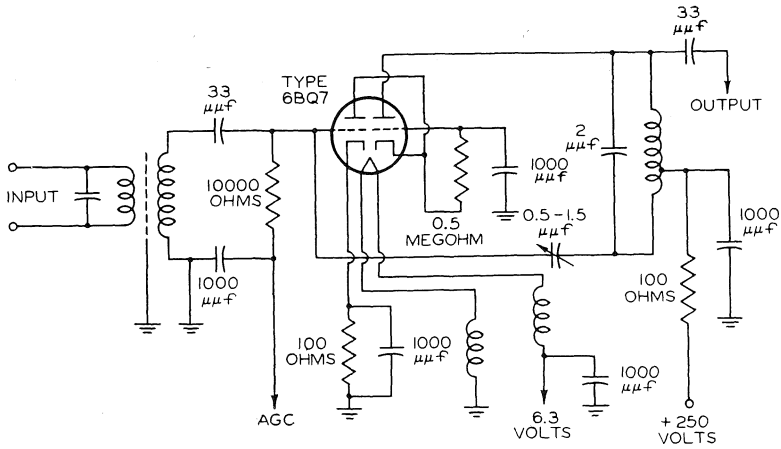 33
μμf
TYPE
6BQ7
33
μμf
OUTPUT
INPUT
10000
OHMS
2
μμf
1000
μμf
0.5
MEGOHM
0.5-1.5
μμf
1000
μμf
1000
μμf
100
OHMS
100
OHMS
1000
μμf
1000
μμf
AGC
6.3
VOLTS
+250
VOLTS